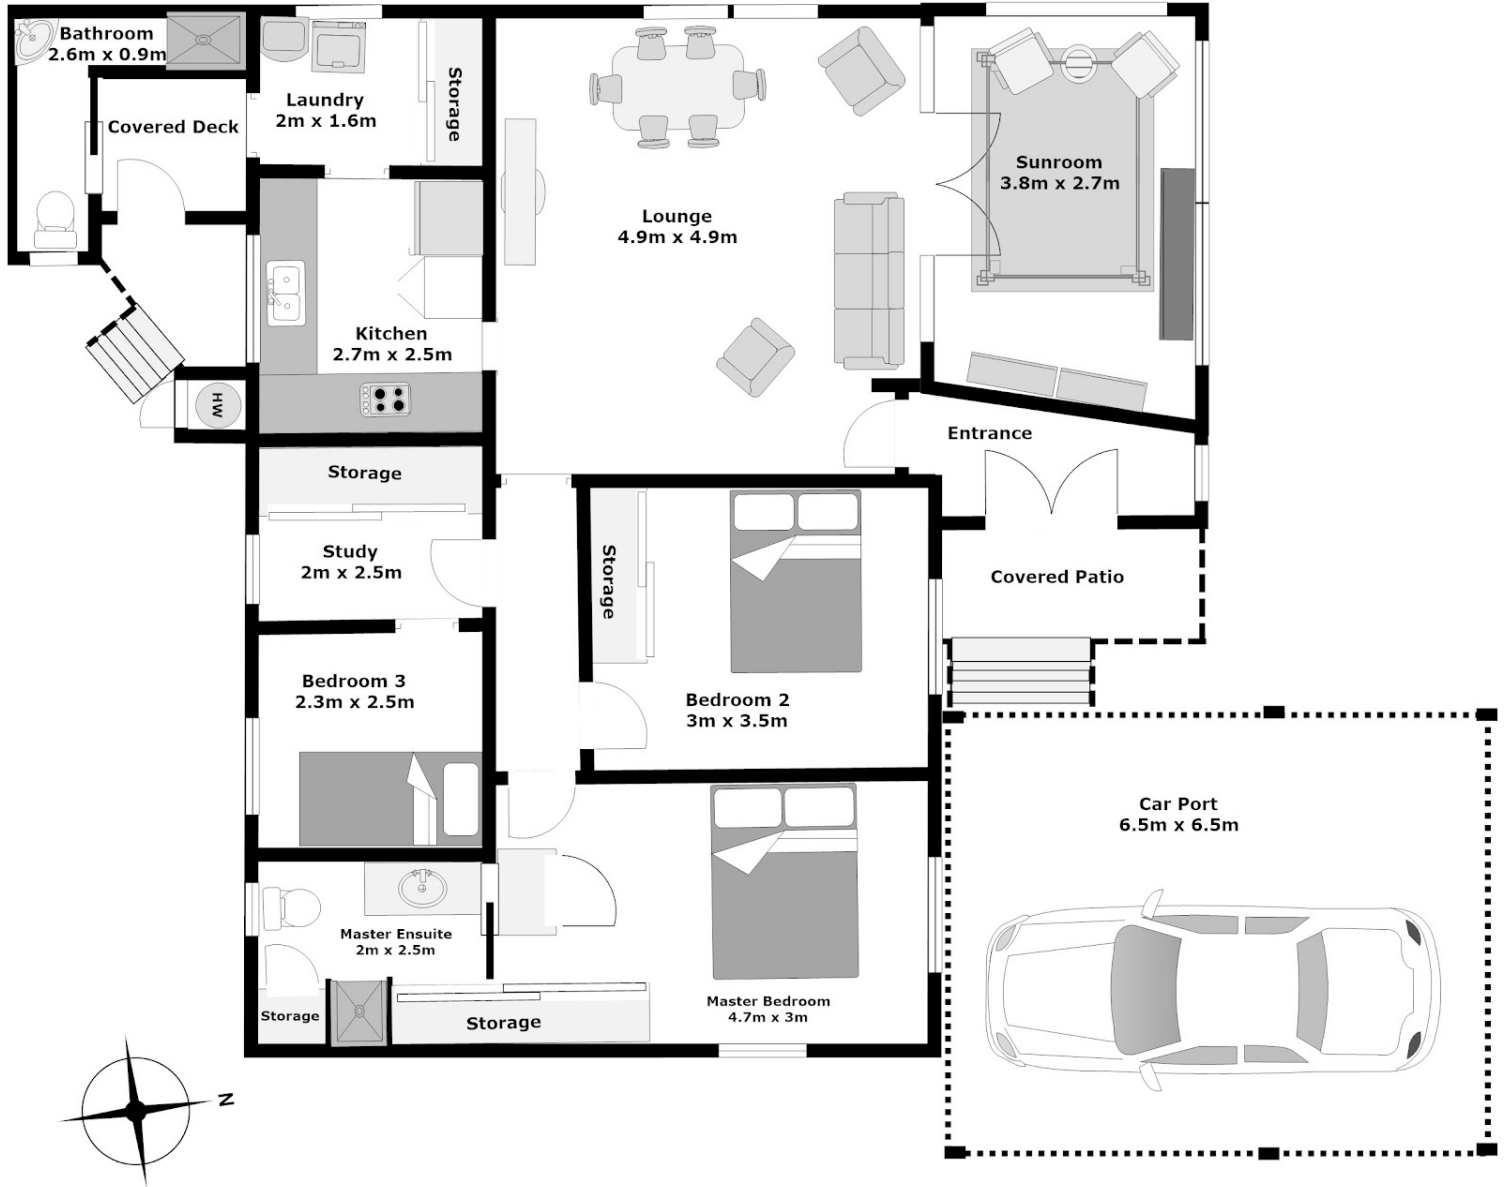 Bathroom
2.6m x 0.9m
Covered Deck
Laundry
2m x 1.6m
Storage
Lounge
4.9m x 4.9m
Sunroom
3.8m x 2.7m
Kitchen
2.7m x 2.5m
HW
Entrance
Storage
Study
2m x 2.5m
Storage
Covered Patio
Bedroom 3
2.3m x 2.5m
Bedroom 2
3m x 3.5m
Car Port
6.5m x 6.5m
Master Ensuite
2m x 2.5m
Storage
Storage
Master Bedroom
4.7m x 3m
N